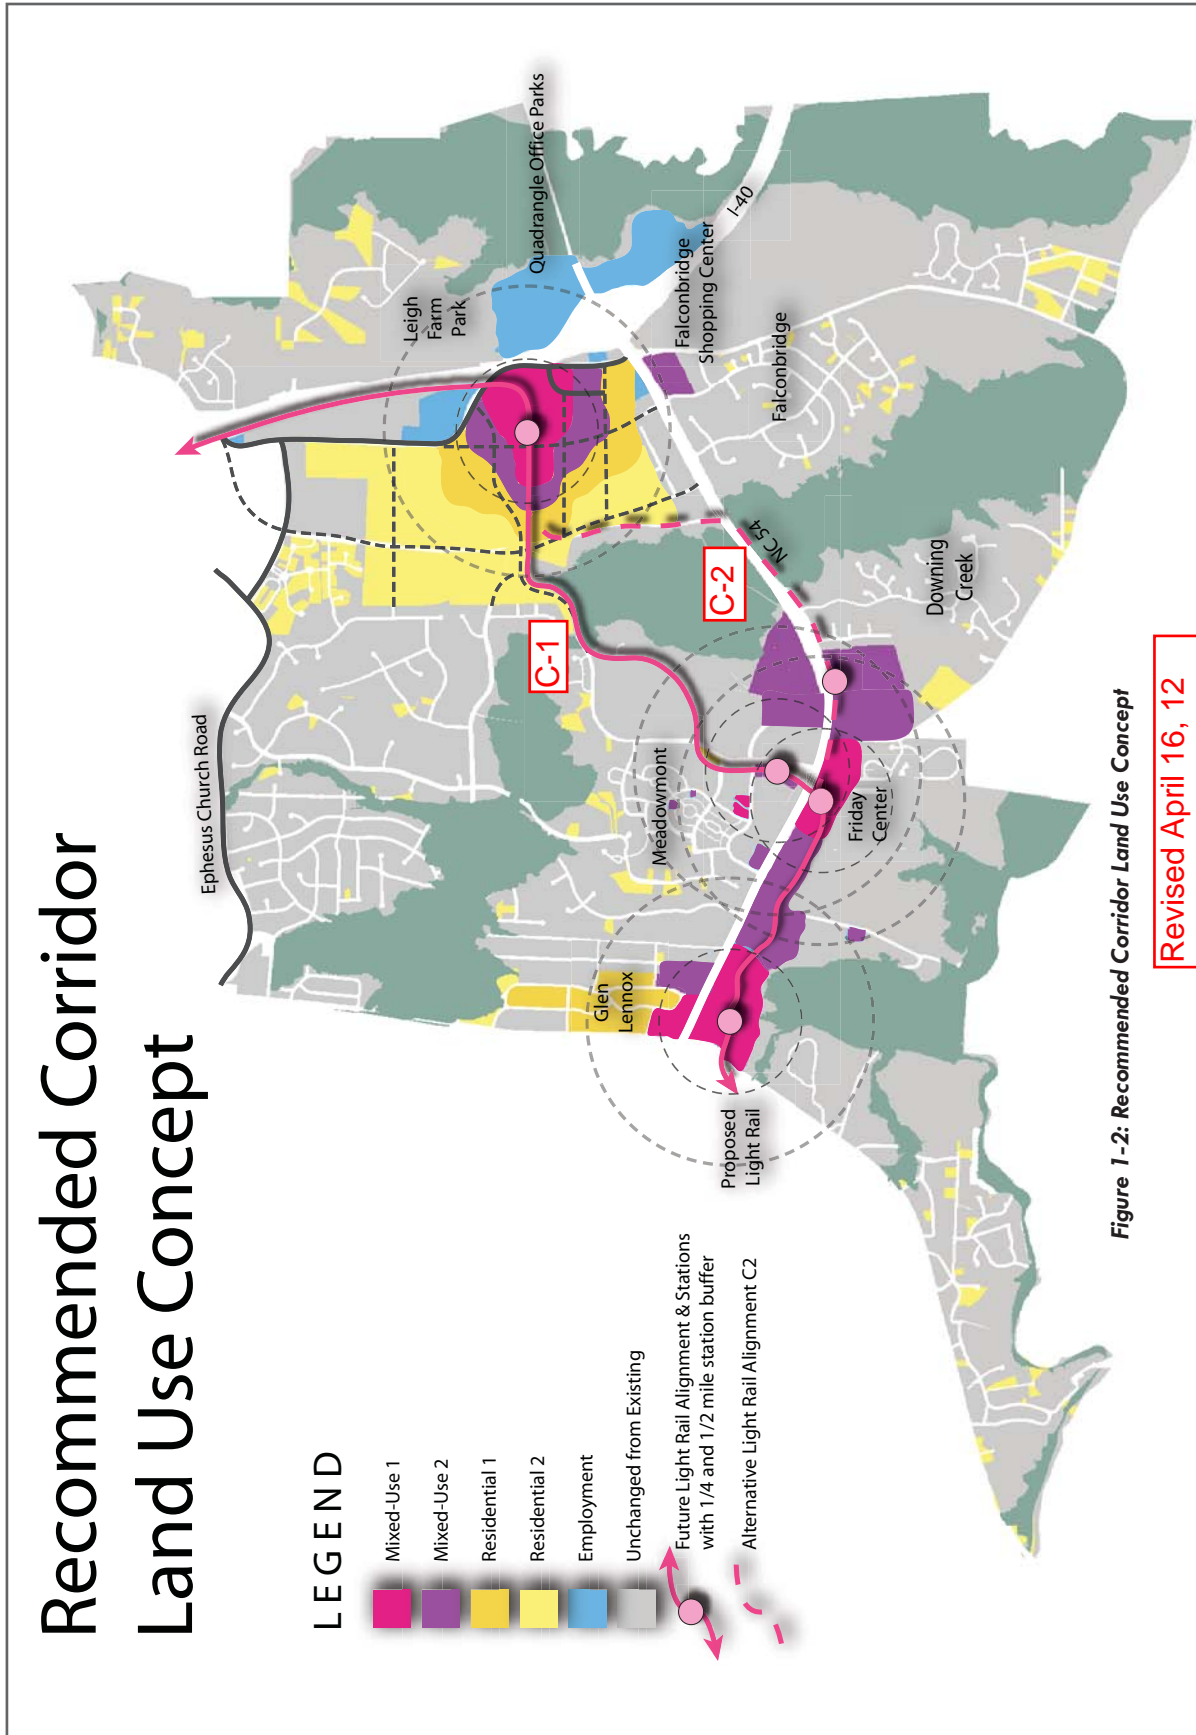 Recommended Corridor
Land Use Concept
LEGEND
Mixed-Use 1
Mixed-Use 2
Residential 1
Residential 2
Employment
Unchanged from Existing
Future Light Rail Alignment & Stations
with 1/4 and 1/2 mile station buffer
Alternative Light Rail Alignment C2
Ephesus Church Road
Leigh
Farm
Park
Quadrangle Office Parks
I-40
Falconbridge
Shopping Center
Falconbridge
NC 54
Downing
Creek
C-1
C-2
Meadowmont
Friday
Center
Glen
Lennox
Proposed
Light Rail
Figure 1-2: Recommended Corridor Land Use Concept
Revised April 16, 12